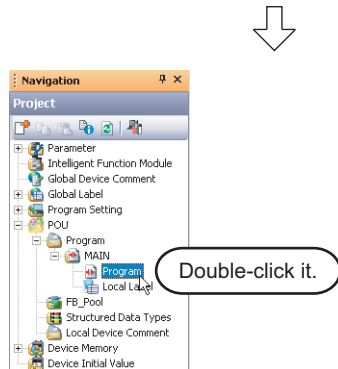 Navigation
Project
Parameter
Intelligent Function Module
Global Device Comment
Global Label
Program Setting
POU
Program
MAIN
Program
Double-click it.
Local Label
FB_Pool
Structured Data Types
Local Device Comment
Device Memory
Device Initial Value